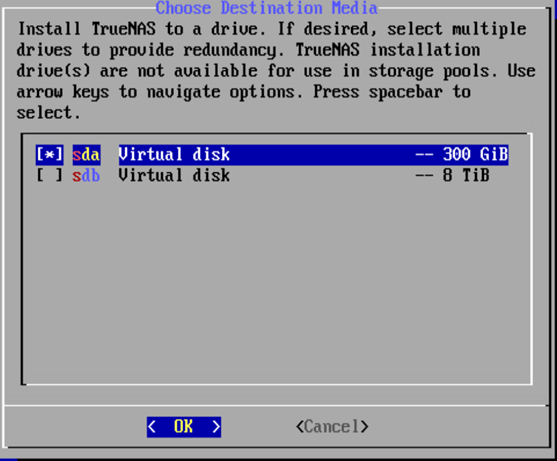 Choose Destination Media
Install TrueNAS to a drive. If desired, select multiple
drives to provide redundancy. TrueNAS installation
drive(s) are not available for use in storage pools. Use
arrow keys to navigate options. Press spacebar to
select.
[*] sda Virtual disk -- 300 GiB
[ ] sdb Virtual disk -- 8 TiB
< OK > <Cancel>